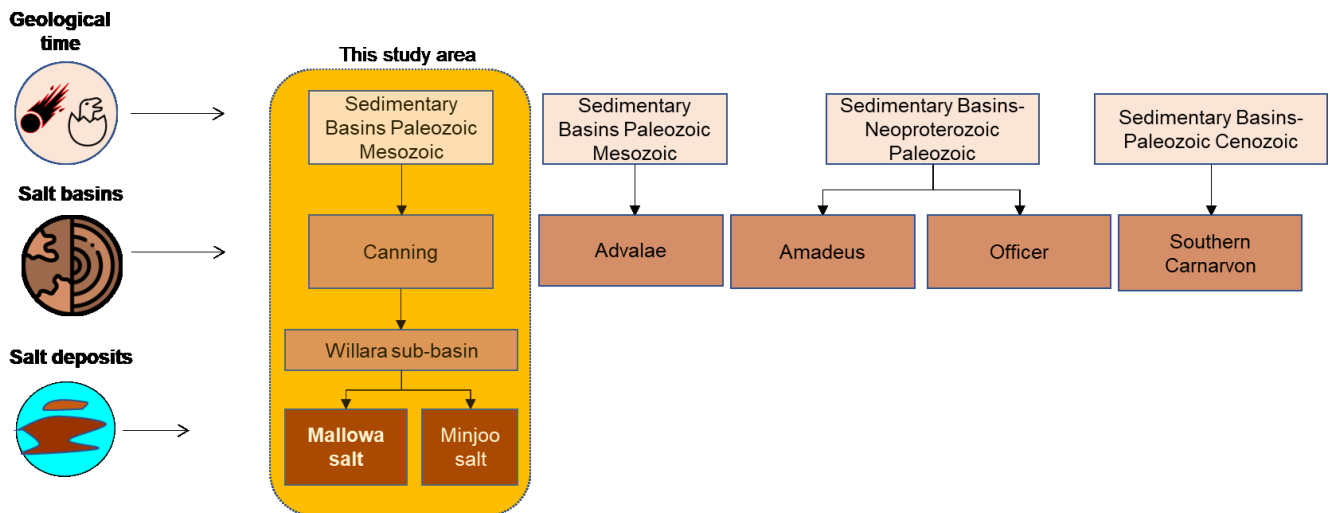 Geological
time
This study area
Sedimentary
Basins Paleozoic
Mesozoic
Sedimentary
Basins Paleozoic
Mesozoic
Sedimentary Basins-
Neoproterozoic
Paleozoic
Sedimentary Basins-
Paleozoic Cenozoic
Salt basins
Canning
Advalae
Amadeus
Officer
Southern
Carnarvon
Willara sub-basin
Salt deposits
Mallowa
salt
Minjoo
salt